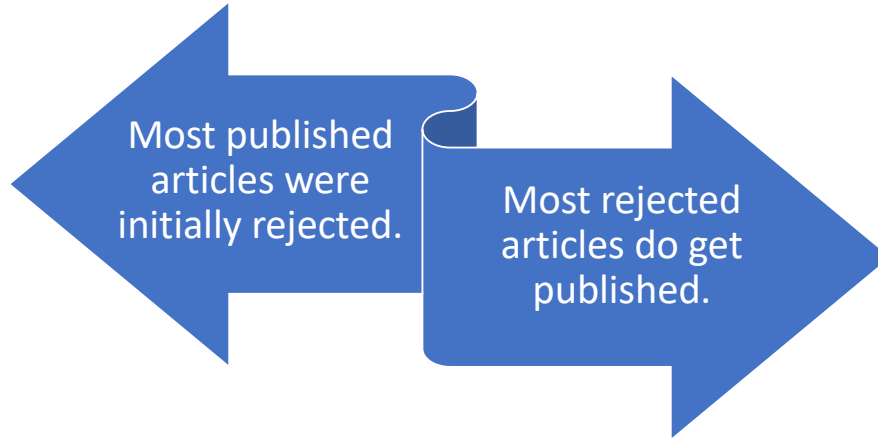 Most published
articles were
initially rejected.
Most rejected
articles do get
published.